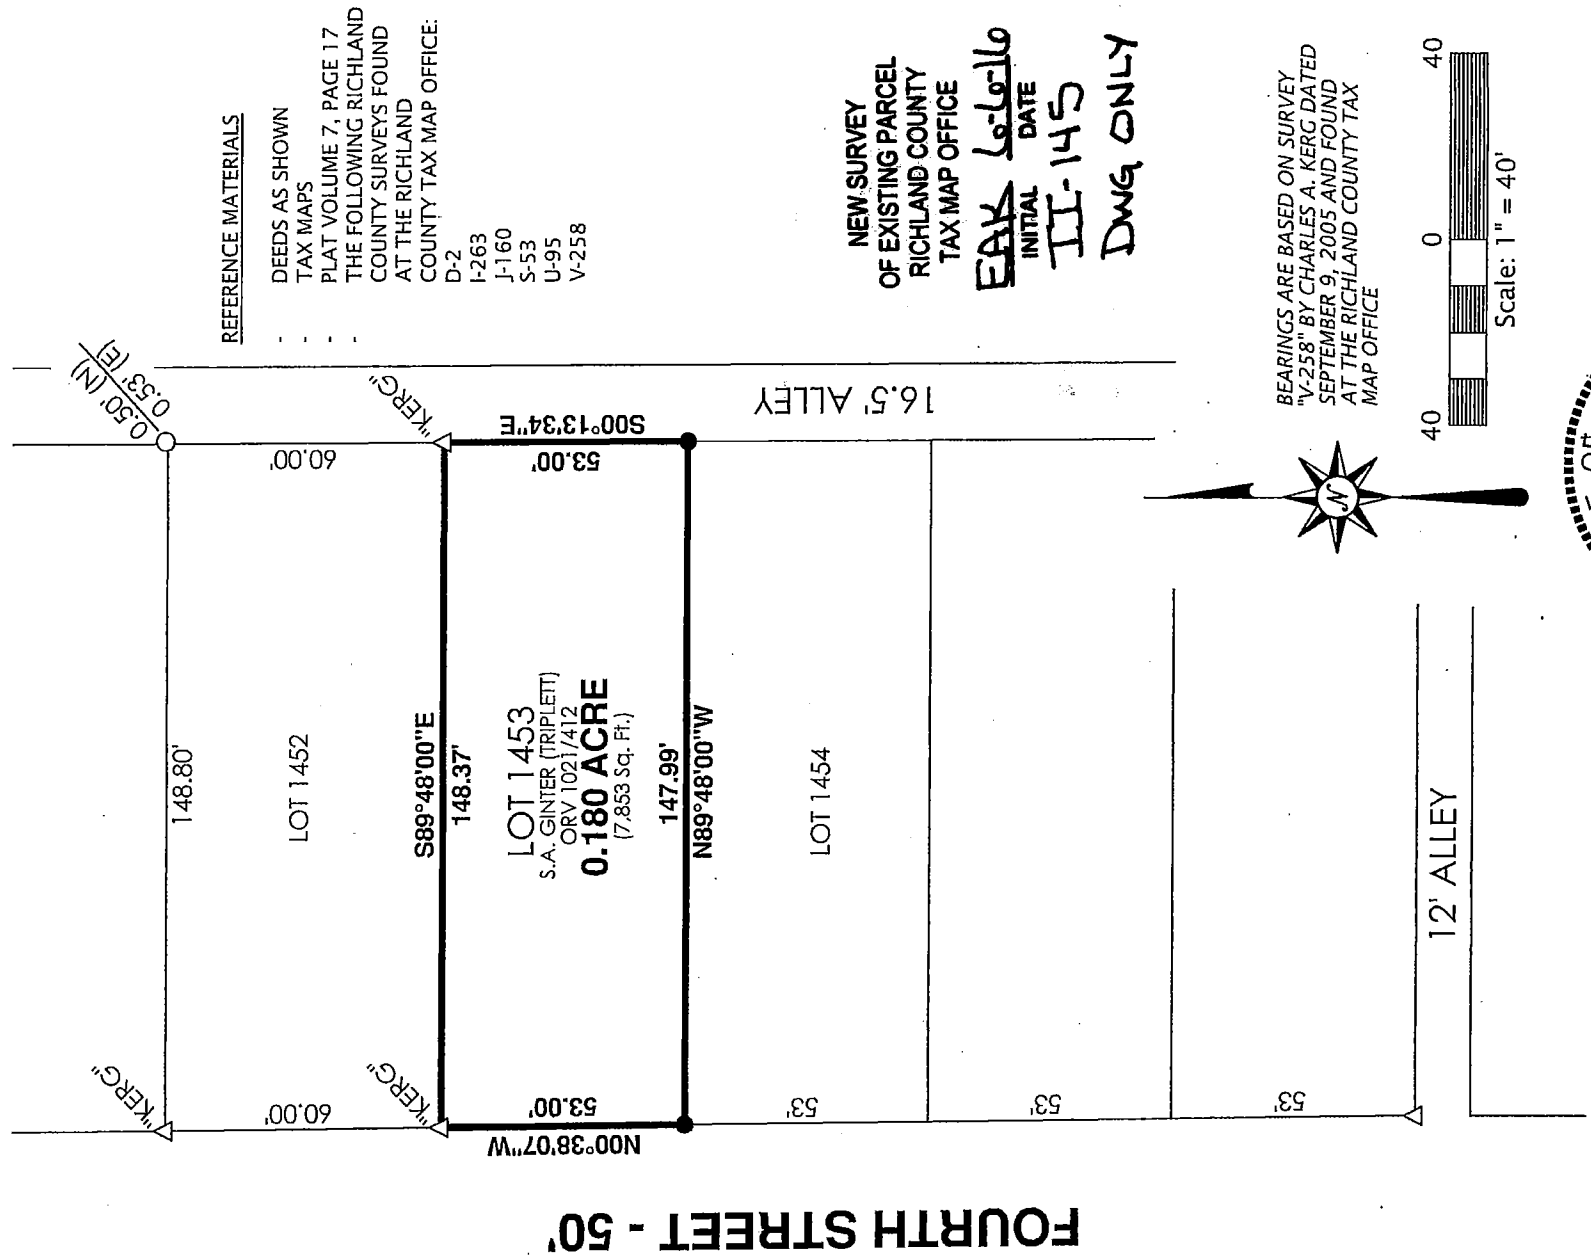 REFERENCE MATERIALS
- DEEDS AS SHOWN
- TAX MAPS
- PLAT VOLUME 7, PAGE 17
- THE FOLLOWING RICHLAND
COUNTY SURVEYS FOUND
AT THE RICHLAND
COUNTY TAX MAP OFFICE:
D-2
I-263
J-160
S-53
U-95
V-258
NEW SURVEY
OF EXISTING PARCEL
RICHLAND COUNTY
TAX MAP OFFICE
EAK 6-6-16
INITIAL DATE
II-145
DWG ONLY
BEARINGS ARE BASED ON SURVEY
"V-258" BY CHARLES A. KERG DATED
SEPTEMBER 9, 2005 AND FOUND
AT THE RICHLAND COUNTY TAX
MAP OFFICE
40 0 40
Scale: 1" = 40'
N
0.50' (N)
0.53' (E)
"KERG"
"KERG"
"KERG"
148.80'
60.00'
60.00'
LOT 1452
S89°48'00"E
148.37'
LOT 1453
S.A. GINTER (TRIPLETT)
ORV 1021/412
0.180 ACRE
(7,853 Sq. Ft.)
147.99'
N89°48'00"W
S00°13'34"E
53.00'
53.00'
N00°38'07"W
16.5' ALLEY
LOT 1454
53'
53'
53'
12' ALLEY
FOURTH STREET - 50'
OF